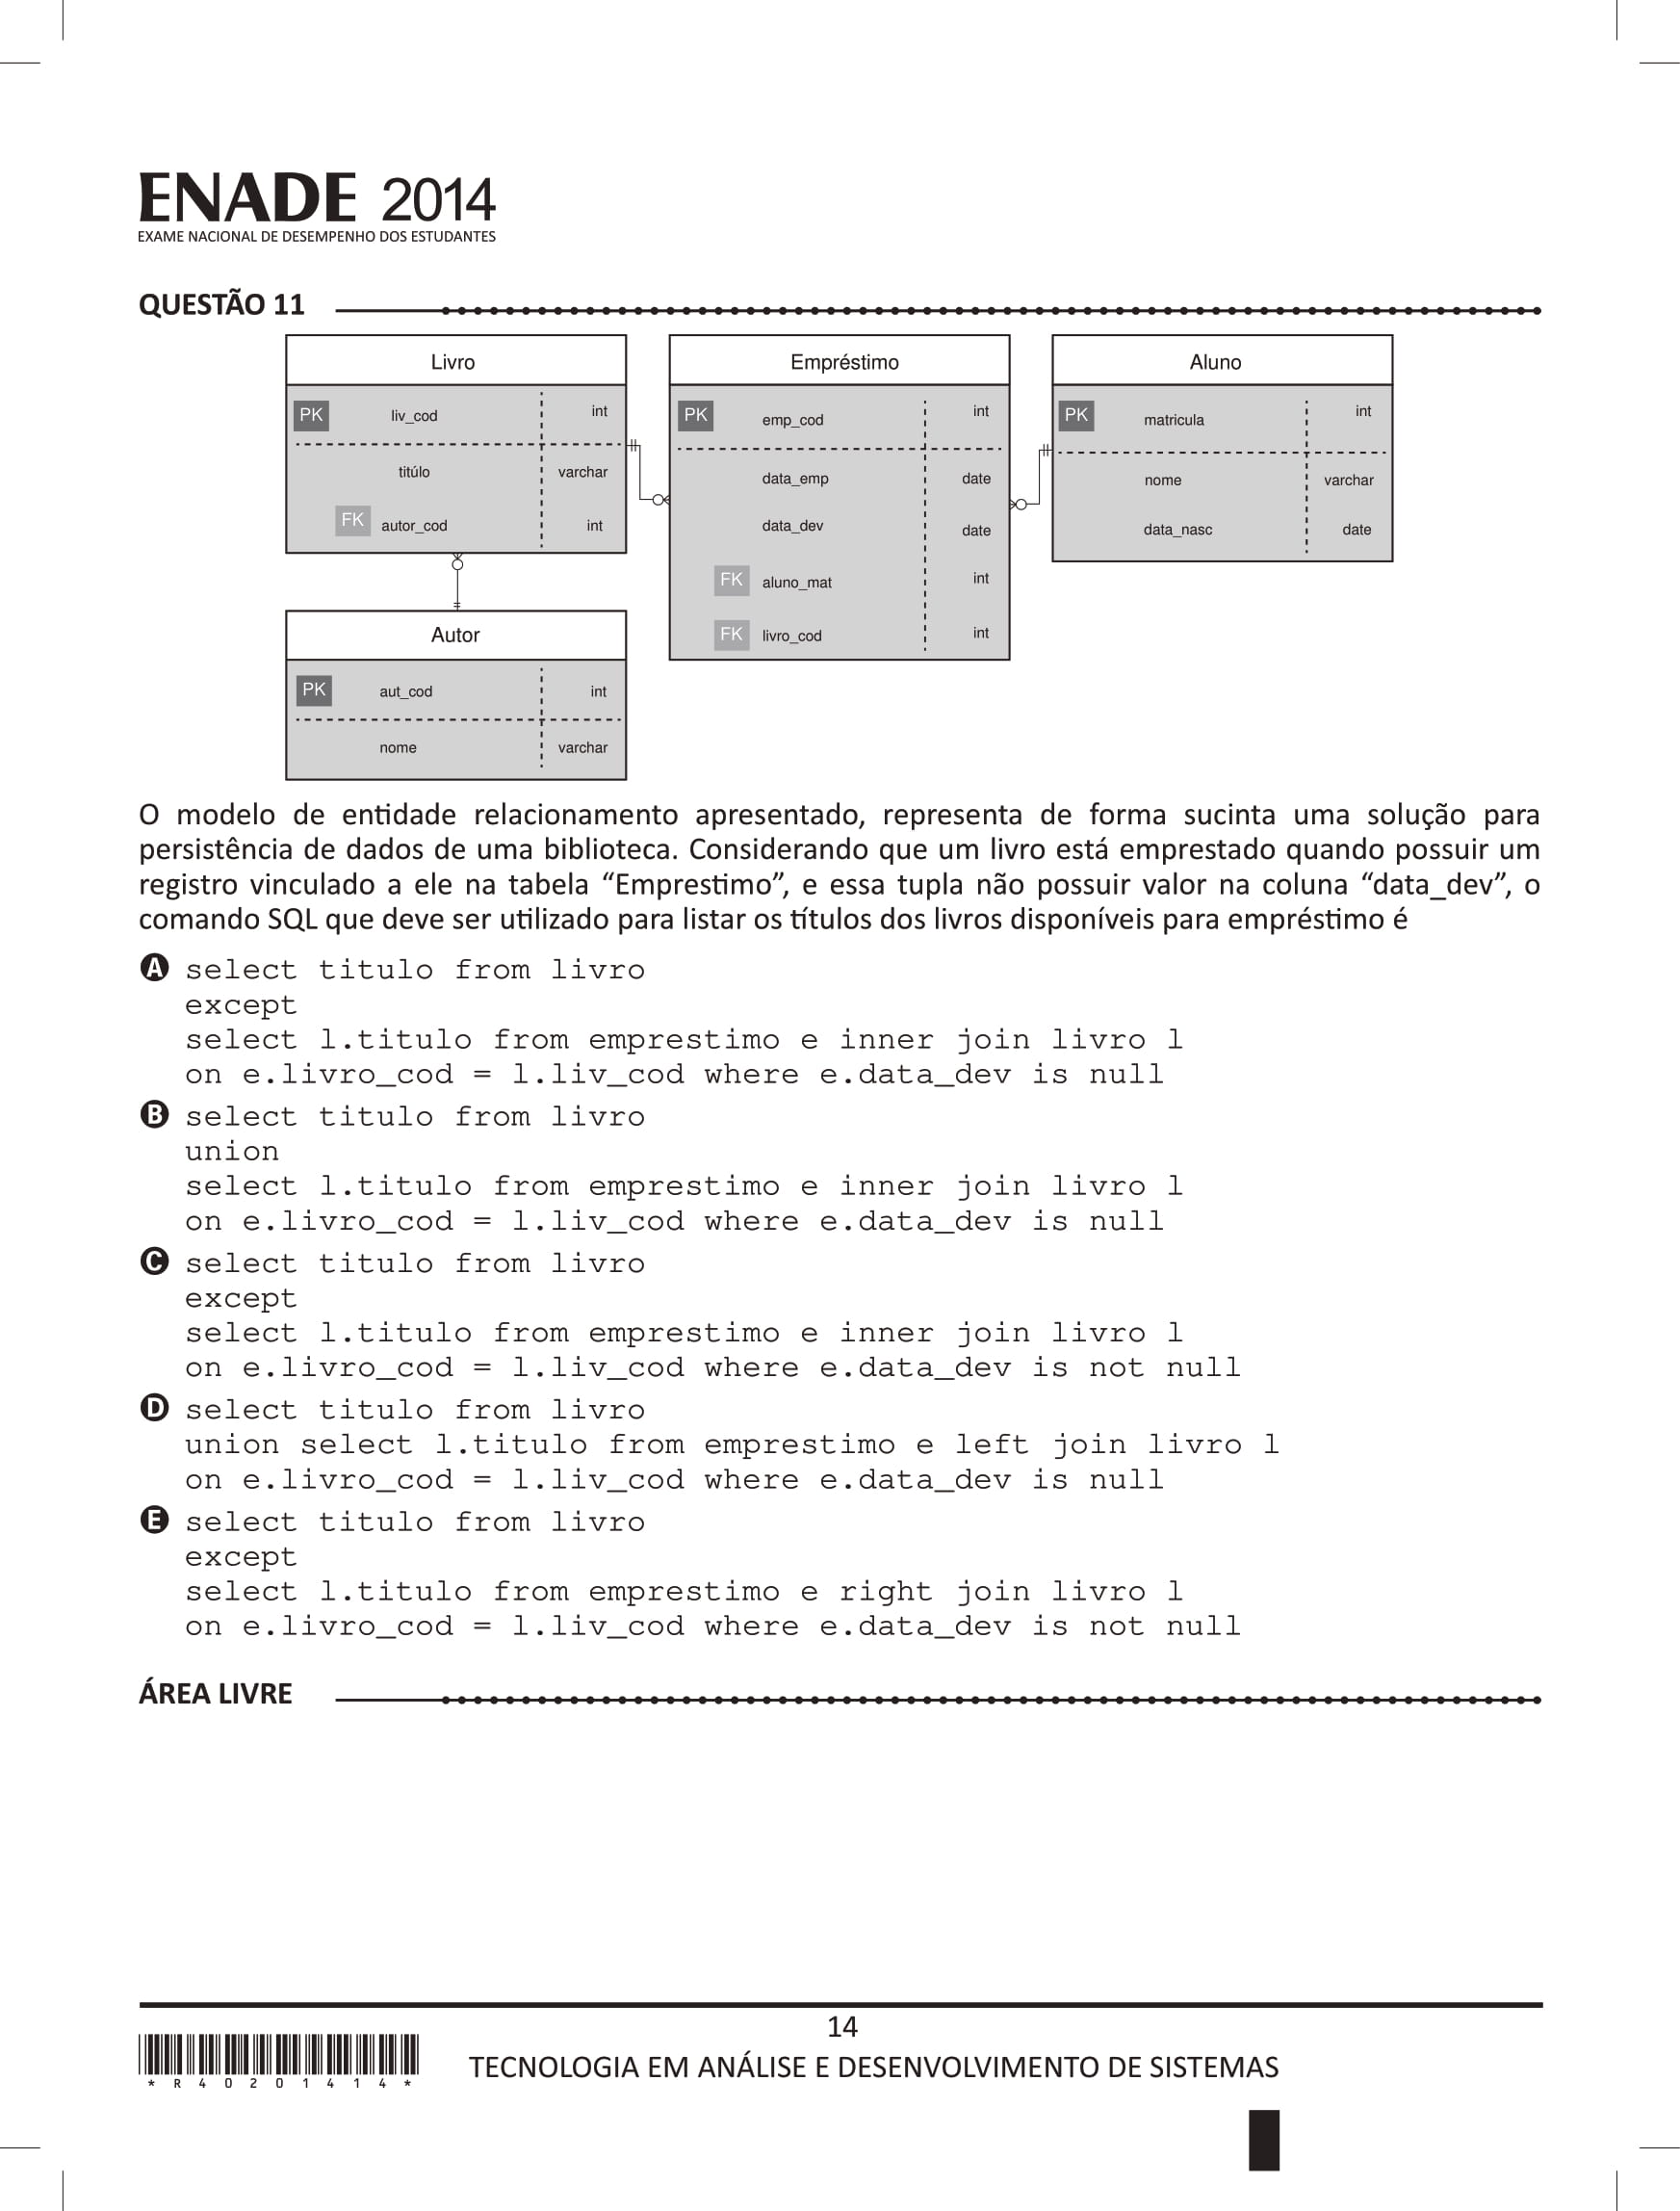 ENADE 2014
EXAME NACIONAL DE DESEMPENHO DOS ESTUDANTES
QUESTÃO 11
Livro
PK liv_cod int
titúlo varchar
FK autor_cod int
Empréstimo
PK emp_cod int
data_emp date
data_dev date
FK aluno_mat int
FK livro_cod int
Aluno
PK matricula int
nome varchar
data_nasc date
Autor
PK aut_cod int
nome varchar
O modelo de entidade relacionamento apresentado, representa de forma sucinta uma solução para
persistência de dados de uma biblioteca. Considerando que um livro está emprestado quando possuir um
registro vinculado a ele na tabela “Emprestimo”, e essa tupla não possuir valor na coluna “data_dev”, o
comando SQL que deve ser utilizado para listar os títulos dos livros disponíveis para empréstimo é
A select titulo from livro
except
select l.titulo from emprestimo e inner join livro l
on e.livro_cod = l.liv_cod where e.data_dev is null
B select titulo from livro
union
select l.titulo from emprestimo e inner join livro l
on e.livro_cod = l.liv_cod where e.data_dev is null
C select titulo from livro
except
select l.titulo from emprestimo e inner join livro l
on e.livro_cod = l.liv_cod where e.data_dev is not null
D select titulo from livro
union select l.titulo from emprestimo e left join livro l
on e.livro_cod = l.liv_cod where e.data_dev is null
E select titulo from livro
except
select l.titulo from emprestimo e right join livro l
on e.livro_cod = l.liv_cod where e.data_dev is not null
ÁREA LIVRE
14
* R 4 0 2 0 1 4 1 4 *
TECNOLOGIA EM ANÁLISE E DESENVOLVIMENTO DE SISTEMAS